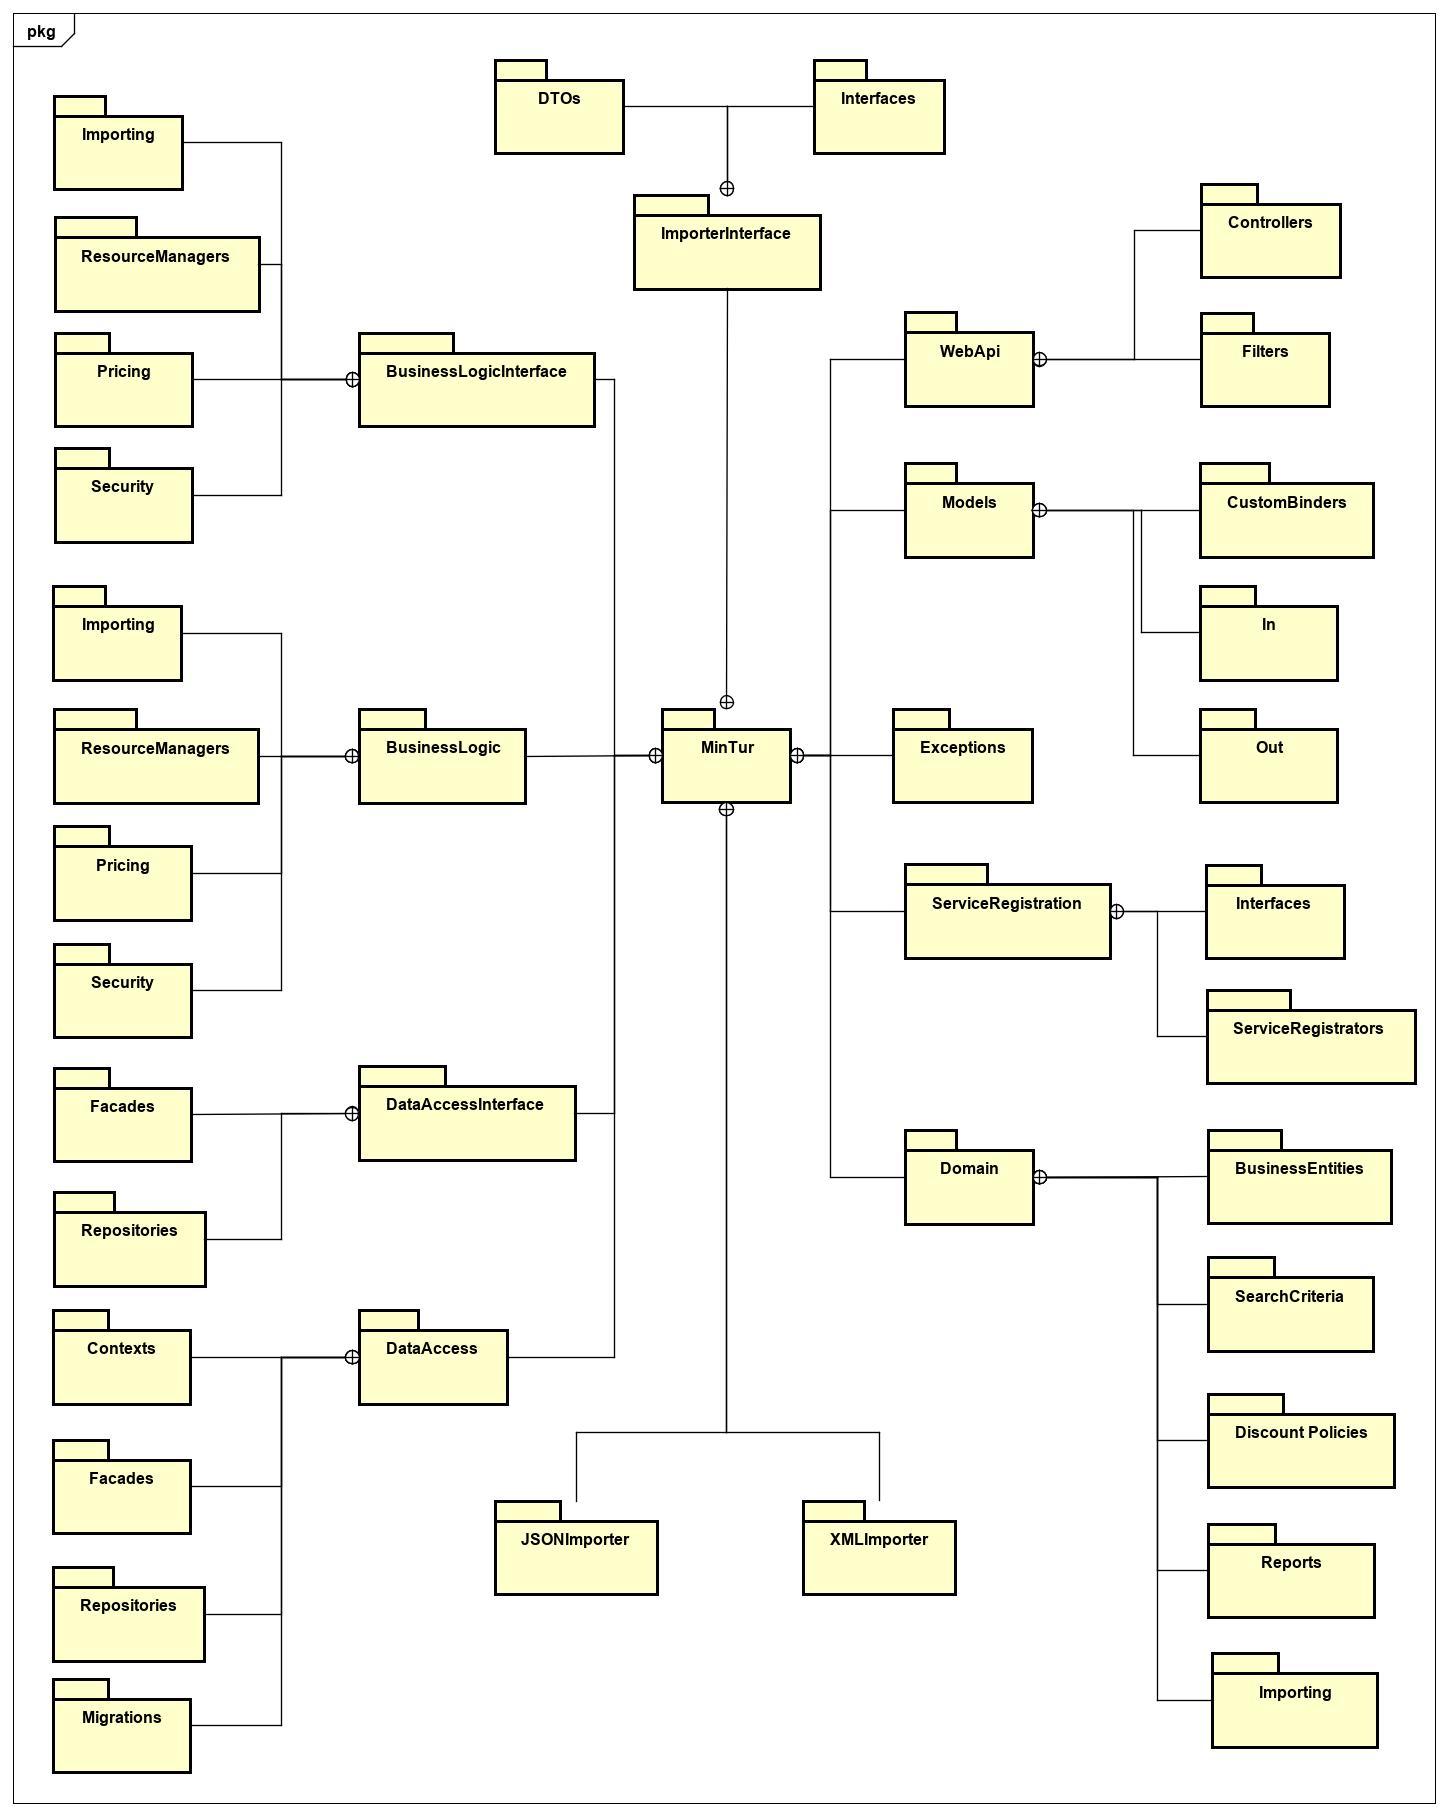 pkg
DTOs
Interfaces
Importing
ImporterInterface
Controllers
ResourceManagers
WebApi
Filters
Pricing
BusinessLogicInterface
Security
Models
CustomBinders
Importing
In
ResourceManagers
BusinessLogic
MinTur
Exceptions
Out
Pricing
ServiceRegistration
Interfaces
Security
ServiceRegistrators
Facades
DataAccessInterface
Domain
BusinessEntities
Repositories
SearchCriteria
Contexts
DataAccess
Discount Policies
Facades
JSONImporter
XMLImporter
Reports
Repositories
Importing
Migrations